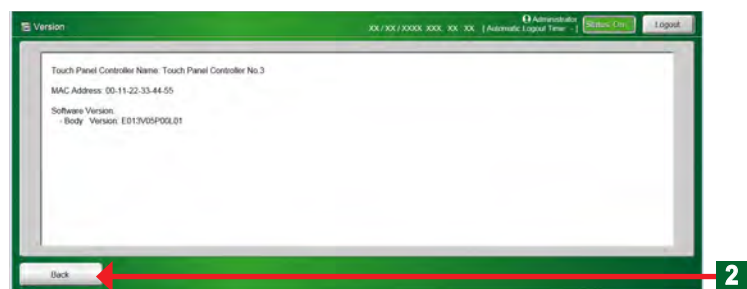 Version
XX/XX/XXXX XXX. XX XX
Administrator
[Automatic Logout Timer -]
Status: On
Logout
Touch Panel Controller Name: Touch Panel Controller No.3
MAC Address: 00-11-22-33-44-55
Software Version:
- Body Version: E013V05P00L01
Back
2